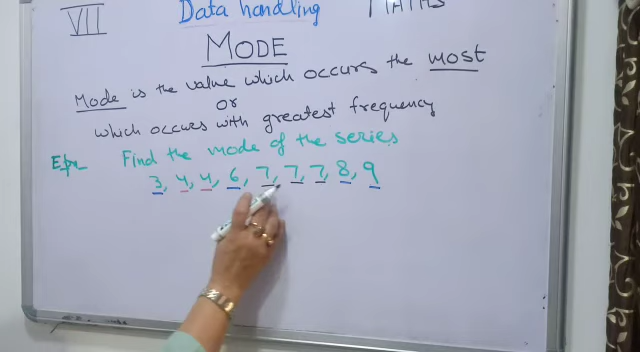 VII
Data handling
MATHS
MODE
Mode is the value which occurs the most
or
which occurs with greatest frequency
Find the mode of the series
3, 4, 4, 6, 7, 7, 7, 8, 9